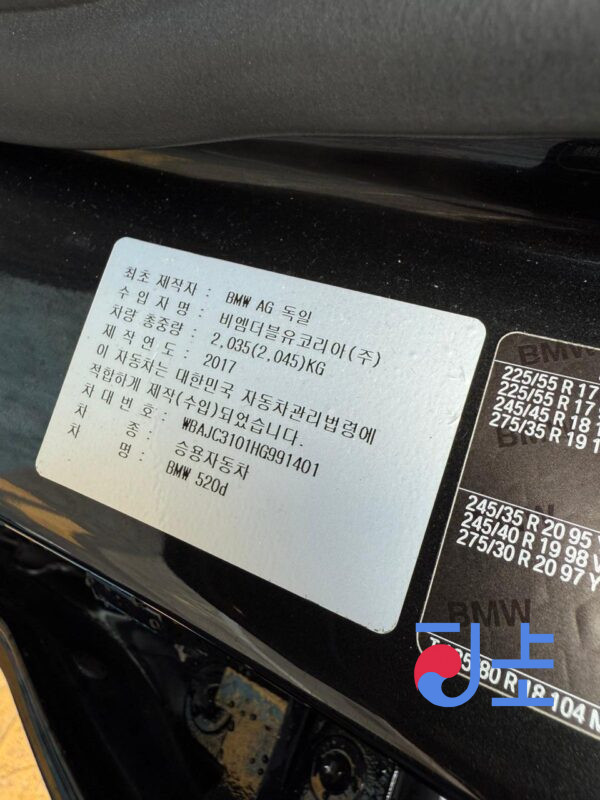 최초 제작자 : BMW AG 독일
수 입 자 명 : 비엠더블유코리아(주)
차량 총중량 : 2,035(2,045)KG
제 작 연 도 : 2017
이 자동차는 대한민국 자동차관리법령에
적합하게 제작(수입)되었습니다.
차 대 번 호 : WBAJC3101HG991401
차 종 : 승용자동차
차 명 : BMW 520d
BMW
225/55 R 17
225/55 R 17
245/45 R 18
275/35 R 19
BMW
245/35 R 20 95
245/40 R 19 98
275/30 R 20 97 Y
BMW
/80 R 18 104 M